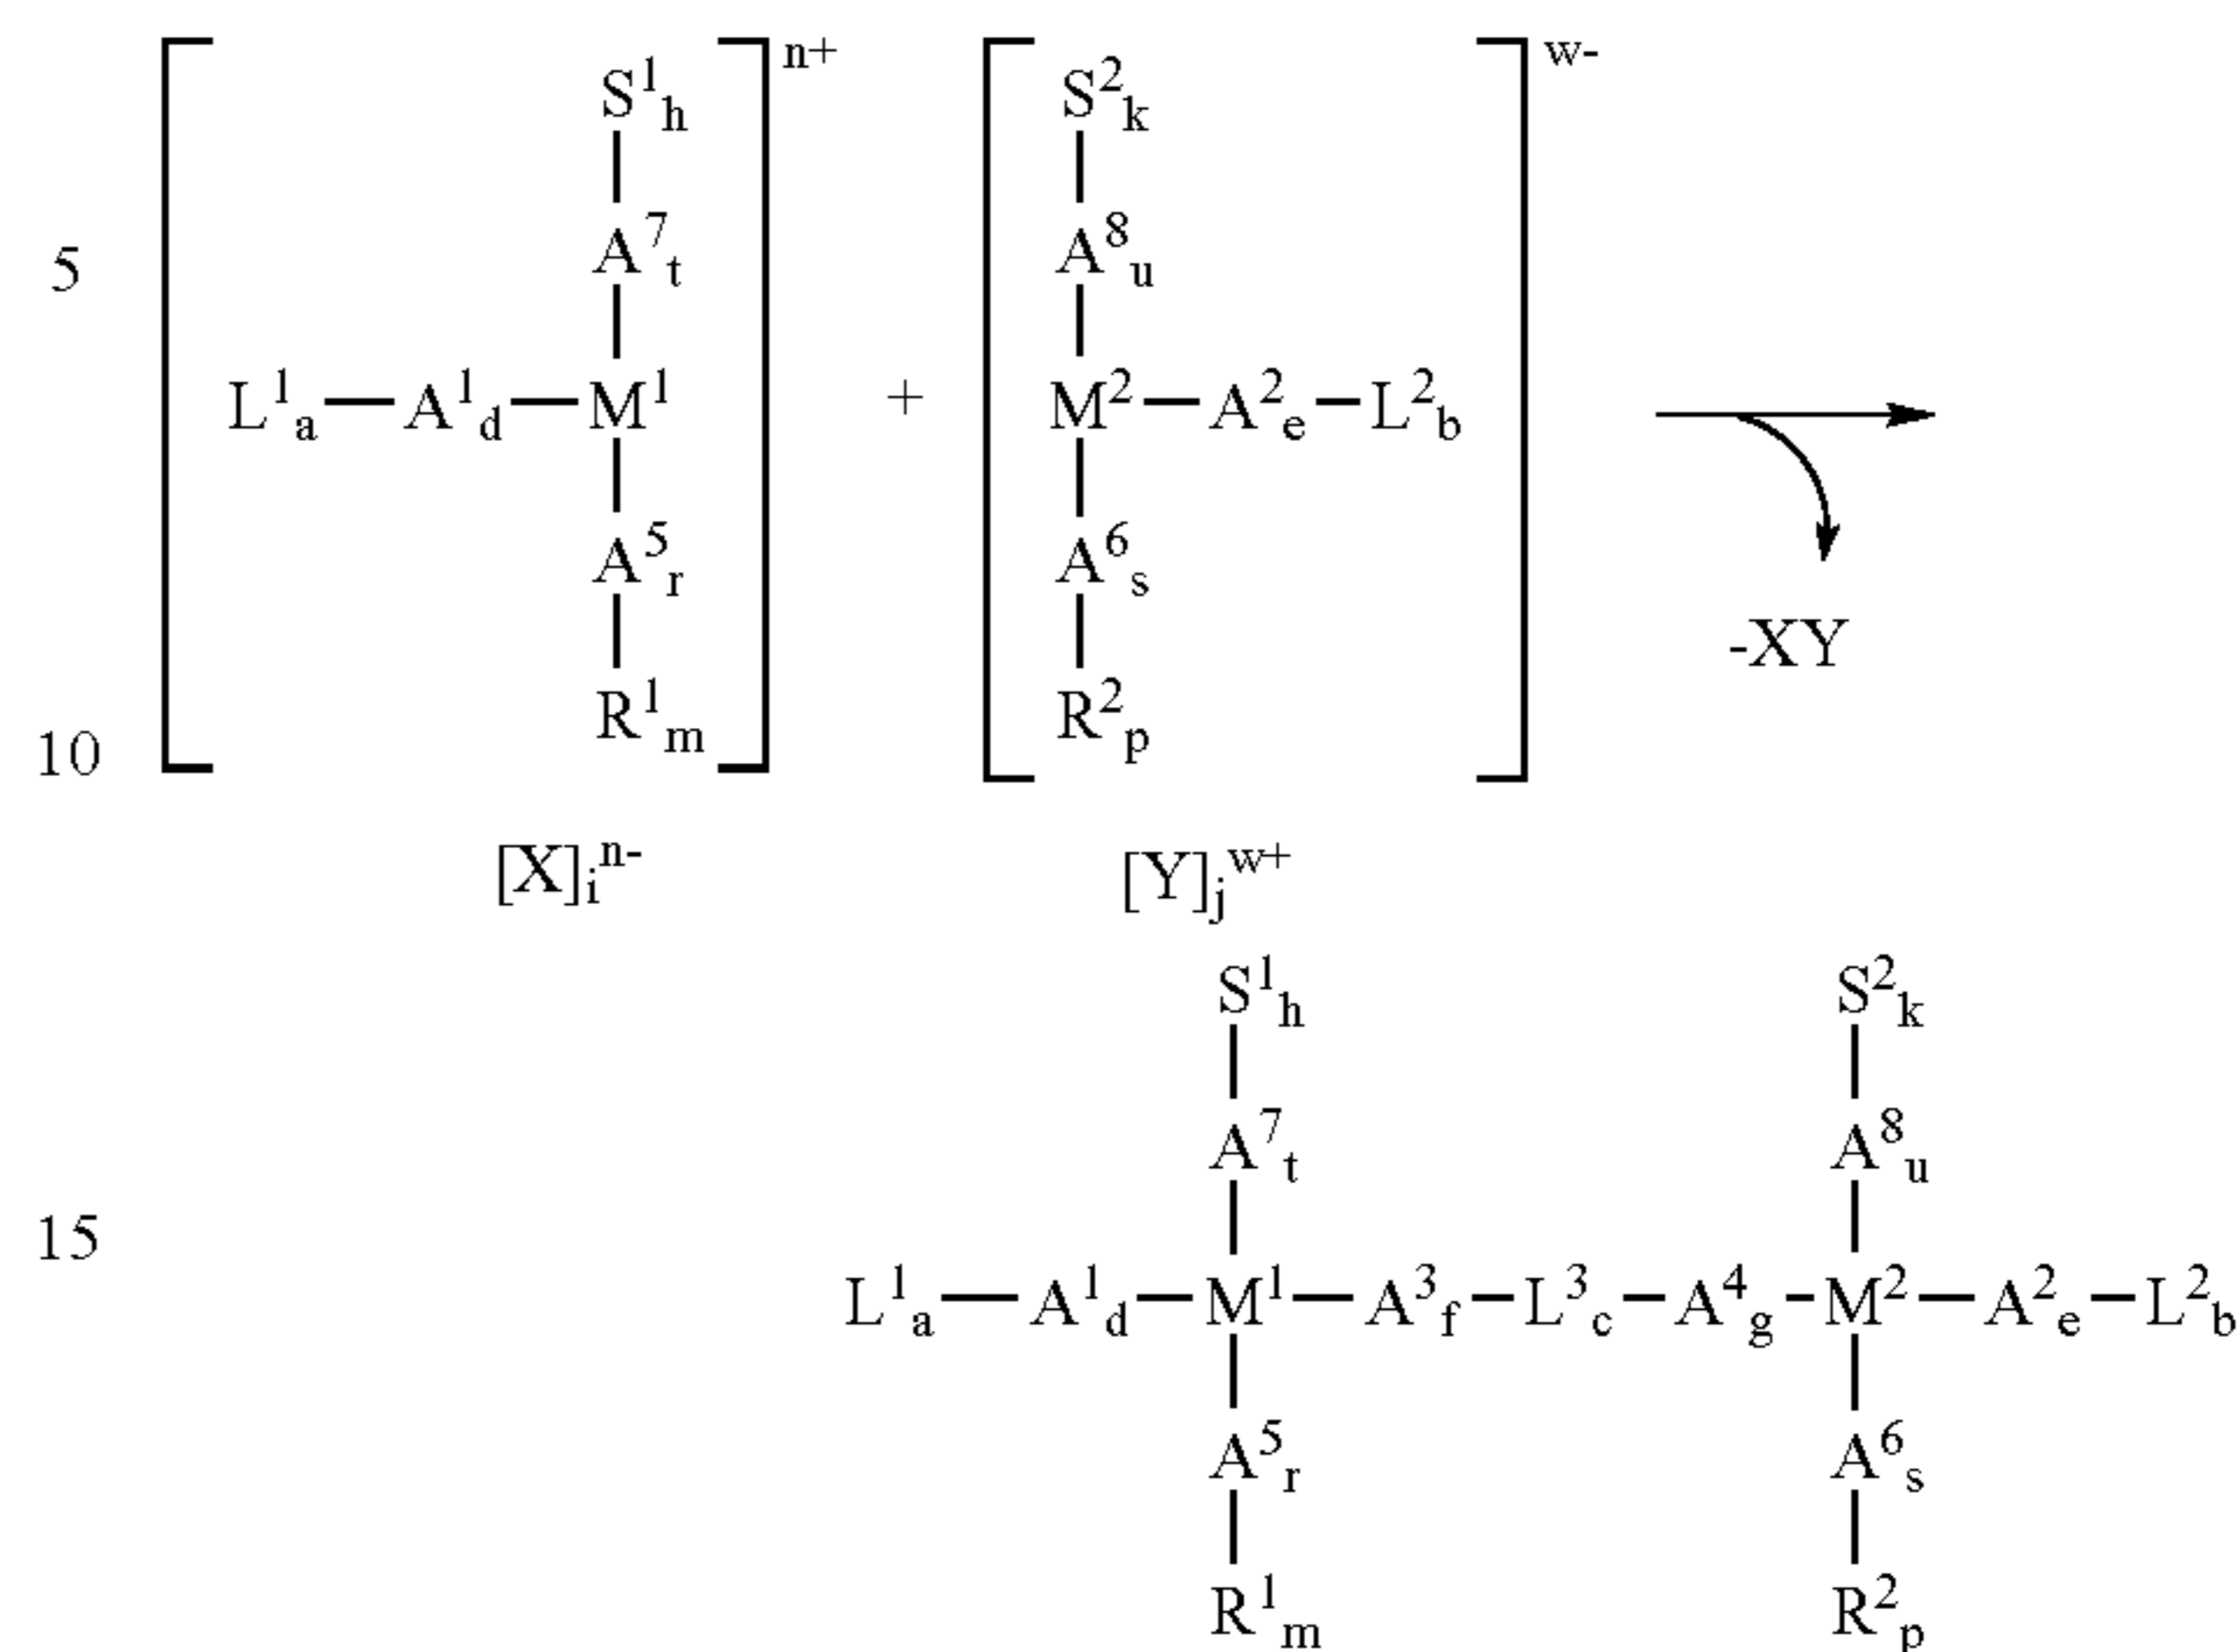 n+ w-
S¹ₕ S²ₖ
5 A⁷ₜ A⁸ᵤ
L¹ₐ—A¹d—M¹ + M²—A²ₑ—L²b
A⁵ᵣ A⁶ₛ
-XY
10 R¹ₘ R²ₚ
[X]ᵢⁿ⁻ [Y]ⱼʷ⁺
S¹ₕ S²ₖ
A⁷ₜ A⁸ᵤ
15
L¹ₐ—A¹d—M¹—A³f—L³c—A⁴g—M²—A²ₑ—L²b
A⁵ᵣ A⁶ₛ
R¹ₘ R²ₚ